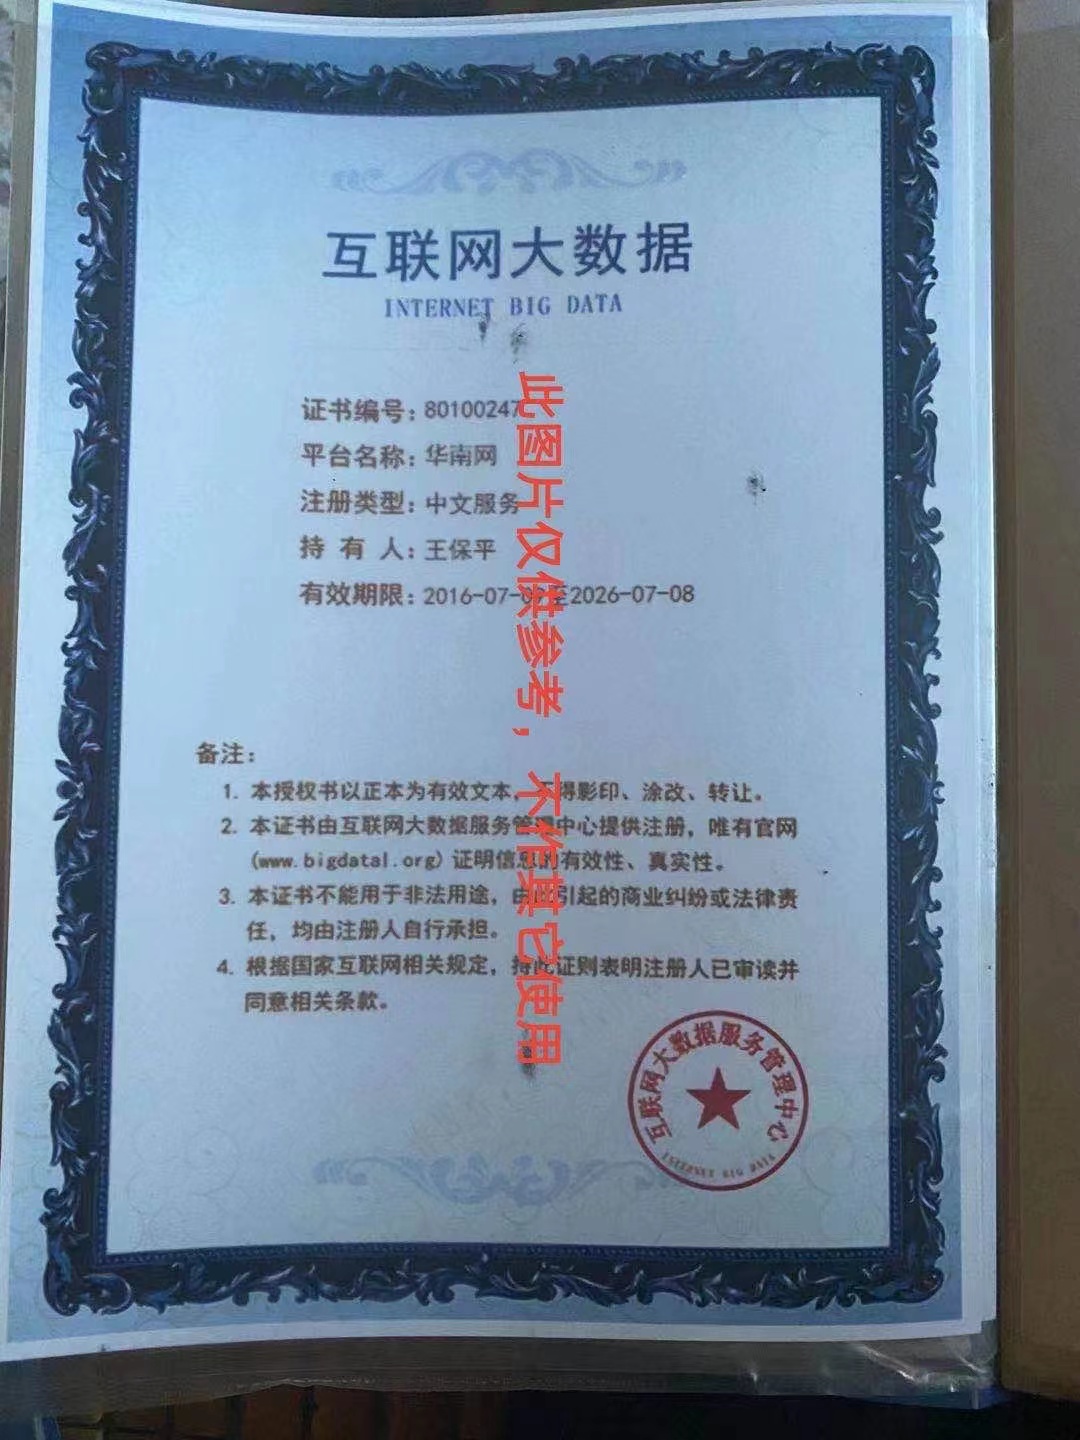 互联网大数据
INTERNET BIG DATA
证书编号：80100247
平台名称：华南网
注册类型：中文服务
持 有 人：王保平
有效期限：2016-07-09至2026-07-08
备注：
1. 本授权书以正本为有效文本，不得影印、涂改、转让。
2. 本证书由互联网大数据服务管理中心提供注册，唯有官网
(www.bigdatal.org) 证明信息的有效性、真实性。
3. 本证书不能用于非法用途，由此引起的商业纠纷或法律责
任，均由注册人自行承担。
4. 根据国家互联网相关规定，持此证则表明注册人已审读并
同意相关条款。
互联网大数据服务管理中心
INTERNET BIG DATA
此图片仅供参考，不作其它使用